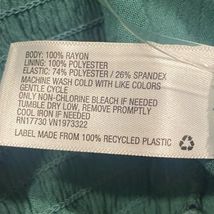 BODY: 100% RAYON
LINING: 100% POLYESTER
ELASTIC: 74% POLYESTER / 26% SPANDEX
MACHINE WASH COLD WITH LIKE COLORS
GENTLE CYCLE
ONLY NON-CHLORINE BLEACH IF NEEDED
TUMBLE DRY LOW, REMOVE PROMPTLY
COOL IRON IF NEEDED
RN17730 VN1973322
LABEL MADE FROM 100% RECYCLED PLASTIC